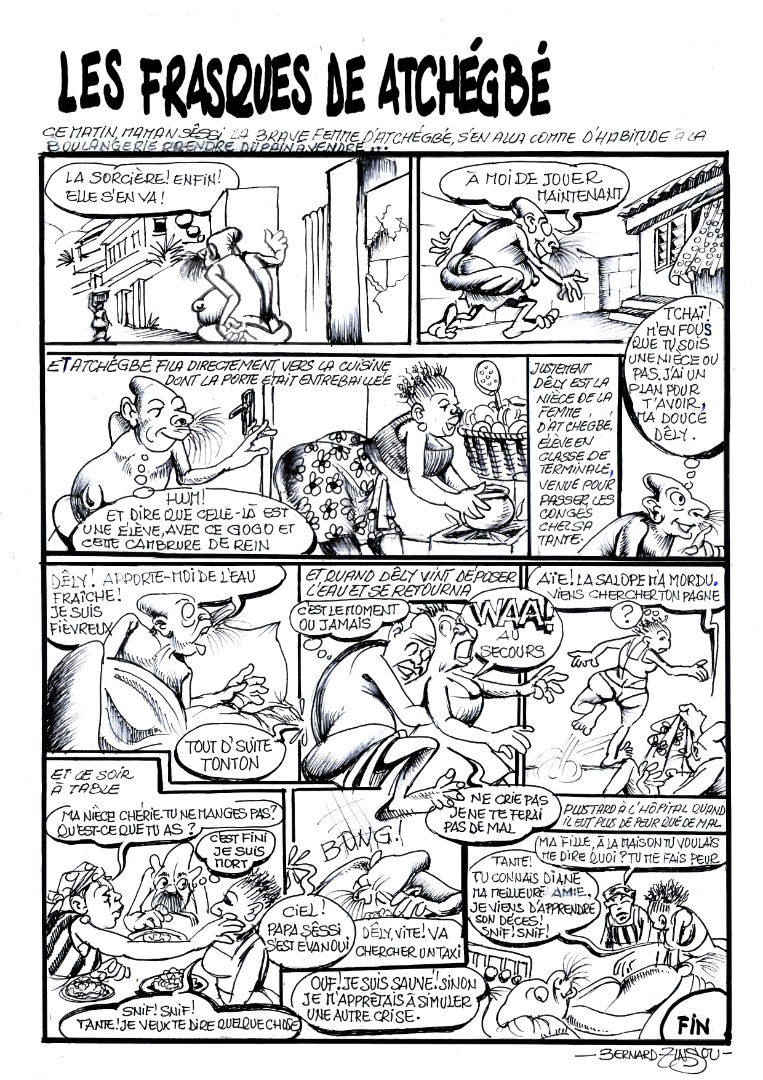 LES FRASQUES DE ATCHÉGBÉ
CE MATIN, MAMAN SÊSSI LA BRAVE FEMME D'ATCHÉGBÉ, S'EN ALLA COMME D'HABITUDE À LA
BOULANGERIE PRENDRE DU PAIN A VENDRE...
LA SORCIÈRE! ENFIN!
ELLE S'EN VA!
À MOI DE JOUER
MAINTENANT
ET ATCHÉGBÉ FILA DIRECTEMENT VERS LA CUISINE
DONT LA PORTE ETAIT ENTREBAILLÉE
HUUM!
ET DIRE QUE CELLE-LÀ EST
UNE ELÈVE, AVEC CE GOGO ET
CETTE CAMBRURE DE REIN
JUSTEMENT
DÊLY EST LA
NIÈCE DE LA
FEMME
D'ATCHEGBÉ,
ÉLÈVE EN
CLASSE DE
TERMINALE,
VENUE POUR
PASSER LES
CONGÉS
CHEZ SA
TANTE.
TCHAÏ!
M'EN FOUS
QUE TU SOIS
UNE NIÈCE OU
PAS. J'AI UN
PLAN POUR
T'AVOIR,
MA DOUCE
DÊLY.
DÊLY! APPORTE-MOI DE L'EAU
FRAÎCHE!
JE SUIS
FIÈVREUX
TOUT D'SUITE
TONTON
ET QUAND DÊLY VINT DEPOSER
L'EAU ET SE RETOURNA
C'EST LE MOMENT
OU JAMAIS
WAA!
AU
SECOURS
NE CRIE PAS
JE NE TE FERAI
PAS DE MAL
AÏE! LA SALOPE M'A MORDU.
VIENS CHERCHER TON PAGNE
?
ET CE SOIR
À TABLE
MA NIÈCE CHÉRIE. TU NE MANGES PAS?
QU'EST-CE QUE TU AS?
C'EST FINI
JE SUIS
MORT
SNIF! SNIF!
TANTE! JE VEUX TE DIRE QUELQUE CHOSE
BUNG!
CIEL!
PAPA SÊSSI
S'EST EVANOUI
DÊLY, VITE! VA
CHERCHER UN TAXI
OUF! JE SUIS SAUVÉ! SINON
JE M'APPRÊTAIS À SIMULER
UNE AUTRE CRISE.
PLUS TARD À L'HÔPITAL QUAND
IL EUT PLUS DE PEUR QUE DE MAL
MA FILLE, À LA MAISON TU VOULAIS
ME DIRE QUOI? TU ME FAIS PEUR
TANTE!
TU CONNAIS DIANE
MA MEILLEURE AMIE,
JE VIENS D'APPRENDRE
SON DÉCES!
SNIF! SNIF!
FIN
BERNARD ZINSOU